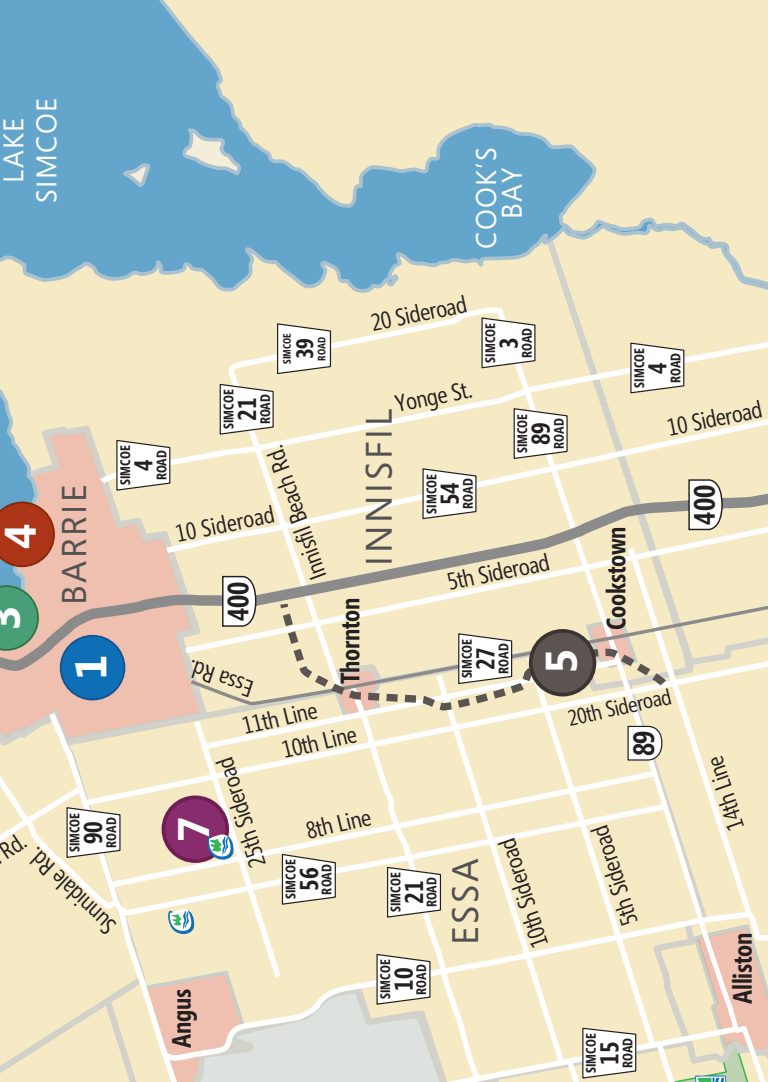 LAKE
SIMCOE
COOK'S
BAY
4
3
1
BARRIE
SIMCOE
4
ROAD
SIMCOE
21
ROAD
SIMCOE
39
ROAD
20 Sideroad
SIMCOE
3
ROAD
SIMCOE
4
ROAD
Yonge St.
SIMCOE
89
ROAD
10 Sideroad
10 Sideroad
Innisfil Beach Rd.
INNISFIL
SIMCOE
54
ROAD
400
400
5th Sideroad
Cookstown
Thornton
Essa Rd.
SIMCOE
27
ROAD
5
11th Line
10th Line
20th Sideroad
89
14th Line
25th Sideroad
7
8th Line
SIMCOE
90
ROAD
Rd.
Sunnidale Rd.
SIMCOE
56
ROAD
SIMCOE
21
ROAD
ESSA
10th Sideroad
5th Sideroad
SIMCOE
10
ROAD
Angus
Alliston
SIMCOE
15
ROAD